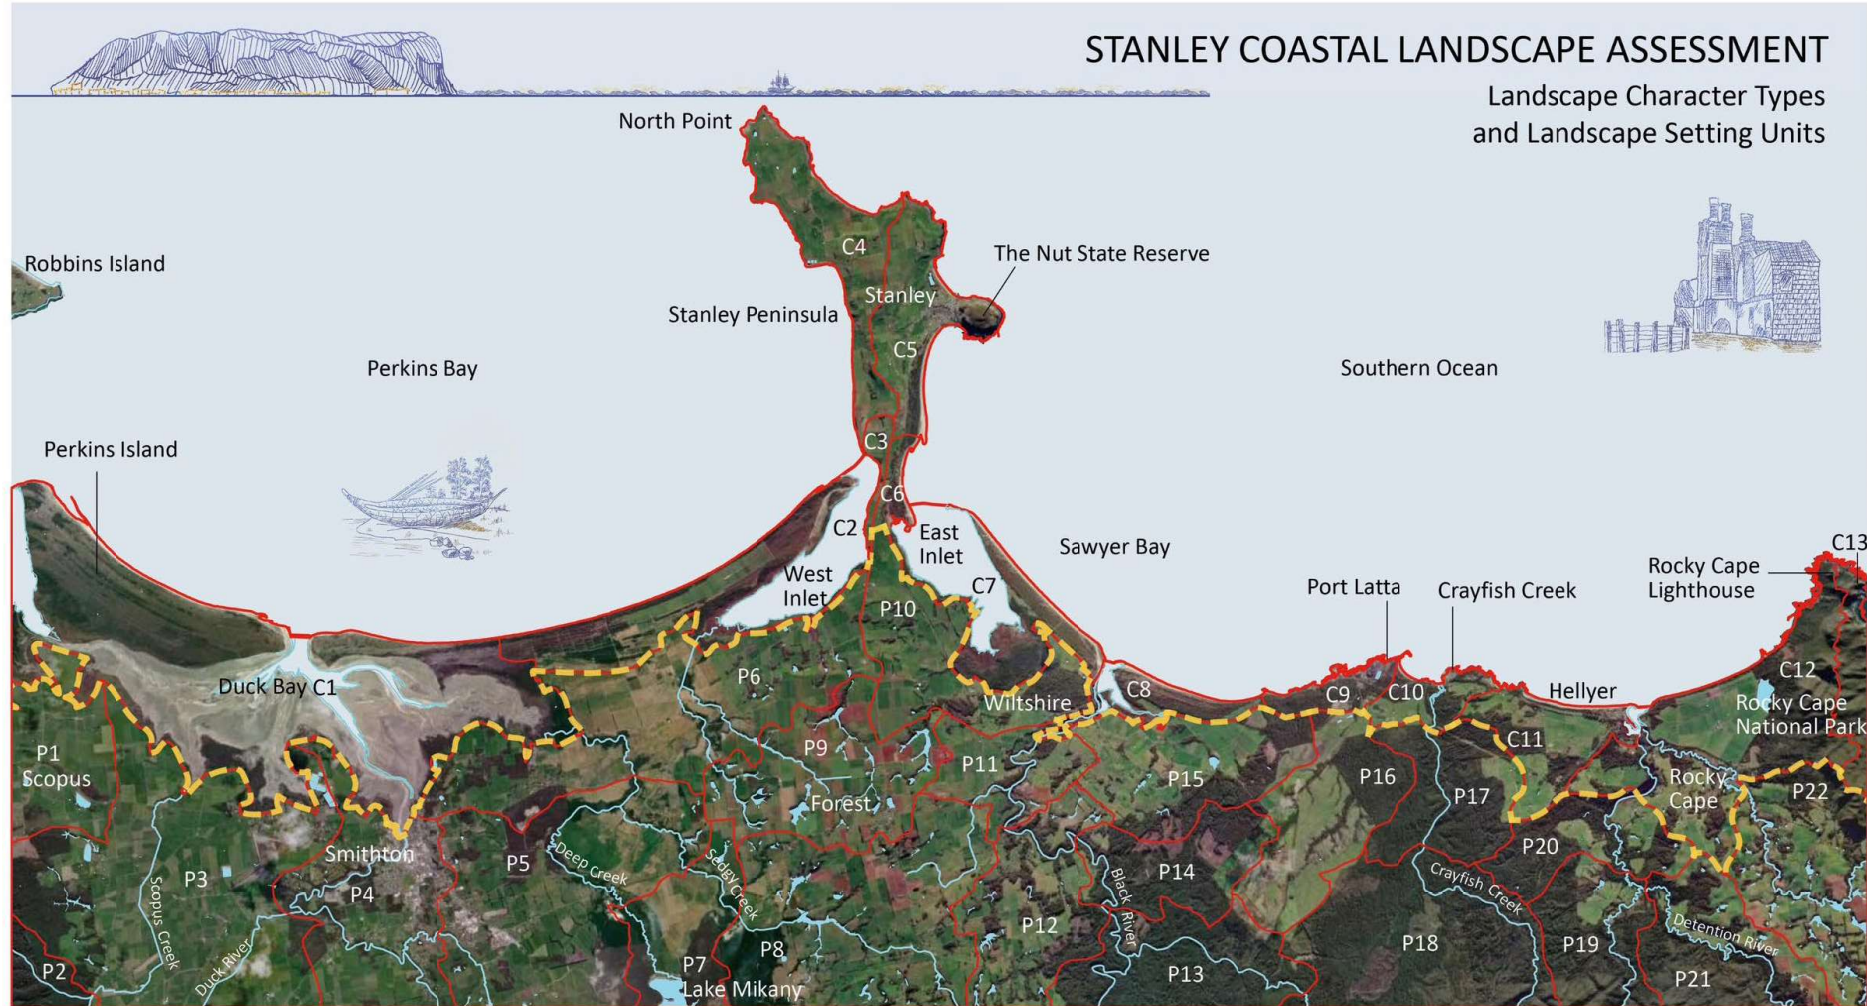 STANLEY COASTAL LANDSCAPE ASSESSMENT
Landscape Character Types
and Landscape Setting Units
North Point
Robbins Island
C4
The Nut State Reserve
Stanley
Stanley Peninsula
C5
Perkins Bay
Southern Ocean
Perkins Island
C3
C6
C2
East
Inlet
Sawyer Bay
C13
Rocky Cape
Lighthouse
West
Inlet
C7
Port Latta
Crayfish Creek
P10
P6
Duck Bay C1
Wiltshire
C8
C9
C10
Hellyer
C12
Rocky Cape
National Park
P1
Scopus
P9
P11
C11
P15
P16
P17
Rocky
Cape
P22
Forest
Smithton
P5
P20
P3
P4
Deep Creek
Sedgy Creek
Scopus Creek
Duck River
P14
Black River
Crayfish Creek
Detention River
P12
P18
P19
P2
P7
Lake Mikany
P8
P13
P21